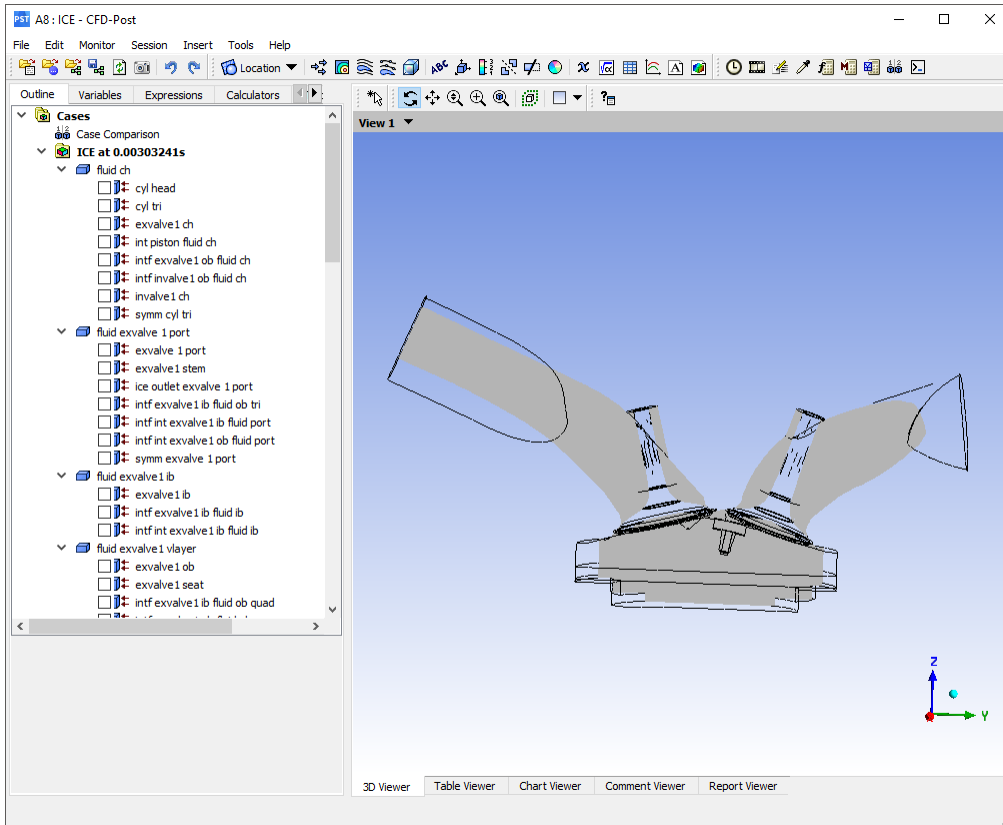 PST A8 : ICE - CFD-Post
File Edit Monitor Session Insert Tools Help
Location
ABC
Outline Variables Expressions Calculators
View 1
Cases
Case Comparison
ICE at 0.00303241s
fluid ch
cyl head
cyl tri
exvalve1 ch
int piston fluid ch
intf exvalve1 ob fluid ch
intf invalve1 ob fluid ch
invalve1 ch
symm cyl tri
fluid exvalve 1 port
exvalve 1 port
exvalve1 stem
ice outlet exvalve 1 port
intf exvalve1 ib fluid ob tri
intf int exvalve1 ib fluid port
intf int exvalve1 ob fluid port
symm exvalve 1 port
fluid exvalve1 ib
exvalve1 ib
intf exvalve1 ib fluid ib
intf int exvalve1 ib fluid ib
fluid exvalve1 vlayer
exvalve1 ob
exvalve1 seat
intf exvalve1 ib fluid ob quad
Z
Y
3D Viewer Table Viewer Chart Viewer Comment Viewer Report Viewer